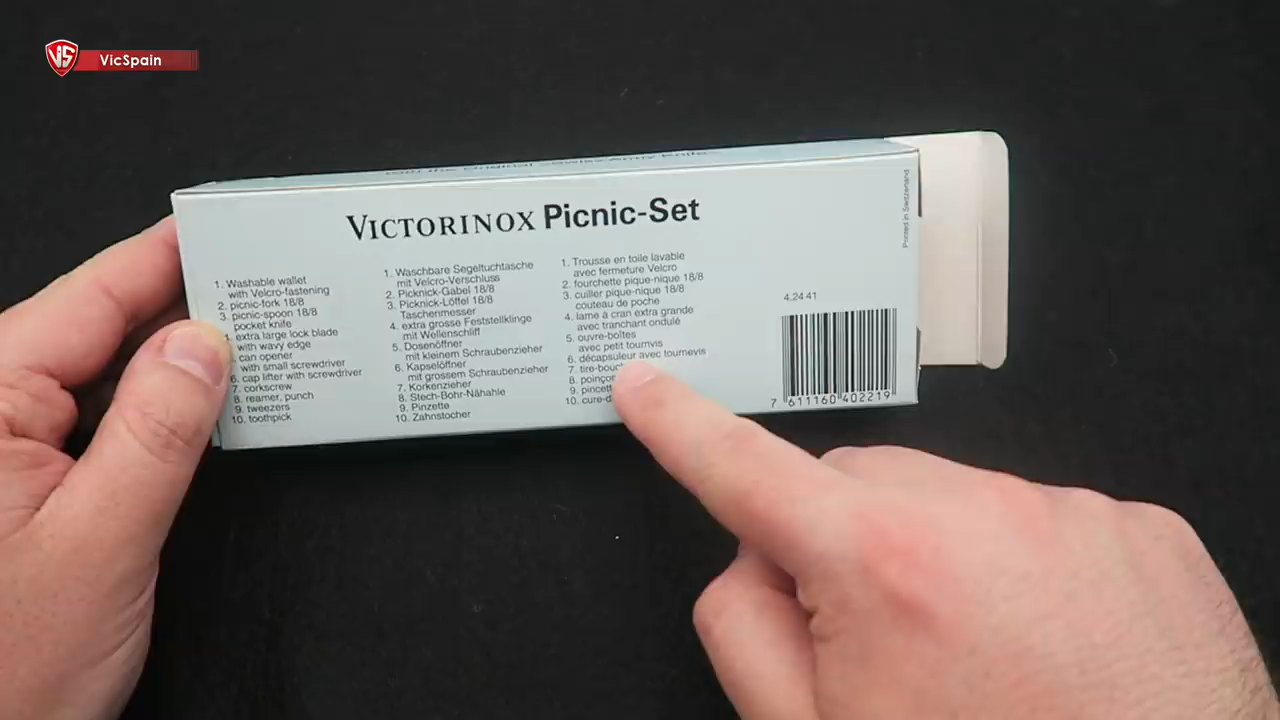 VS
VicSpain
Printed in Switzerland
VICTORINOX Picnic-Set
1. Washable wallet
with Velcro-fastening
2. picnic-fork 18/8
3. picnic-spoon 18/8
pocket knife
extra large lock blade
with wavy edge
can opener
with small screwdriver
6. cap lifter with screwdriver
7. corkscrew
8. reamer, punch
9. tweezers
10. toothpick
1. Waschbare Segeltuchtasche
mit Velcro-Verschluss
2. Picknick-Gabel 18/8
3. Picknick-Löffel 18/8
Taschenmesser
4. extra grosse Feststellklinge
mit Wellenschliff
5. Dosenöffner
mit kleinem Schraubenzieher
6. Kapselöffner
mit grossem Schraubenzieher
7. Korkenzieher
8. Stech-Bohr-Nähahle
9. Pinzette
10. Zahnstocher
1. Trousse en toile lavable
avec fermeture Velcro
2. fourchette pique-nique 18/8
3. cuiller pique-nique 18/8
couteau de poche
4. lame à cran extra grande
avec tranchant ondulé
5. ouvre-boîtes
avec petit tournvis
6. décapsuleur avec tournevis
7. tire-bouc
8. poinço
9. pincett
10. cure-d
4.24 41
7 611160 402219